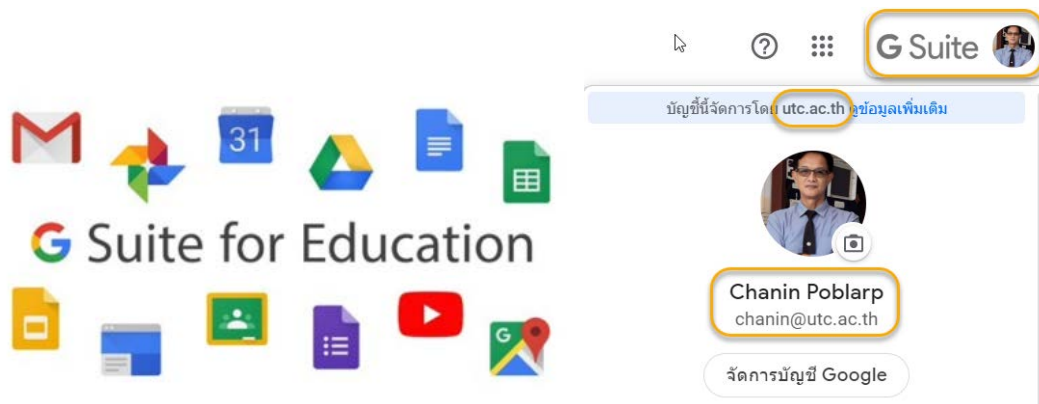 31
G Suite for Education
G
G Suite
บัญชีนี้จัดการโดย utc.ac.th ดูข้อมูลเพิ่มเติม
Chanin Poblarp
chanin@utc.ac.th
จัดการบัญชี Google